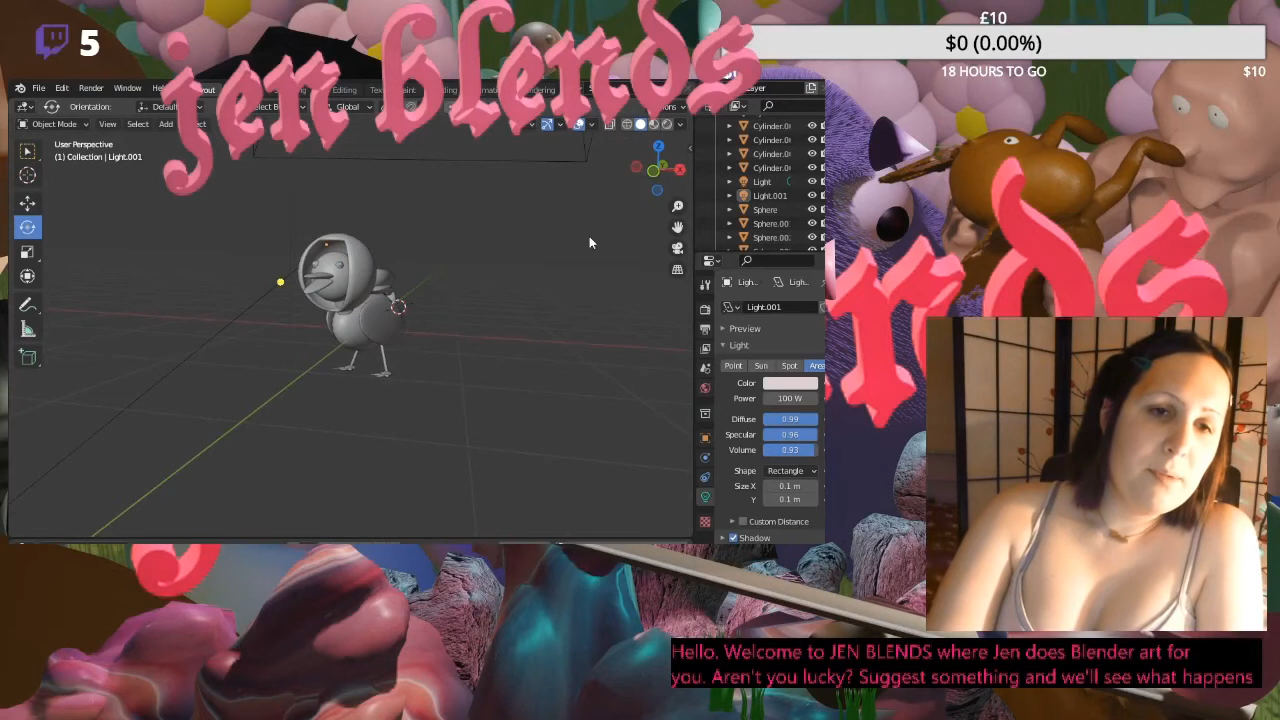 5
jen blends
£10
$0 (0.00%)
18 HOURS TO GO
$10
File Edit Render Window
Layer
Orientation:
Global
Object Mode View Select Add
User Perspective
(1) Collection | Light.001
Z
X
Cylinder.0
Cylinder.0
Cylinder.0
Cylinder.0
Light
Light.001
Sphere
Sphere.00
Sphere.00
Ligh..
Ligh..
Light.001
Preview
Light
Point Sun Spot Area
Color
Power 100 W
Diffuse 0.99
Specular 0.96
Volume 0.93
Shape Rectangle
Size X 0.1 m
Y 0.1 m
Custom Distance
Shadow
Hello. Welcome to JEN BLENDS where Jen does Blender art for
you. Aren't you lucky? Suggest something and we'll see what happens